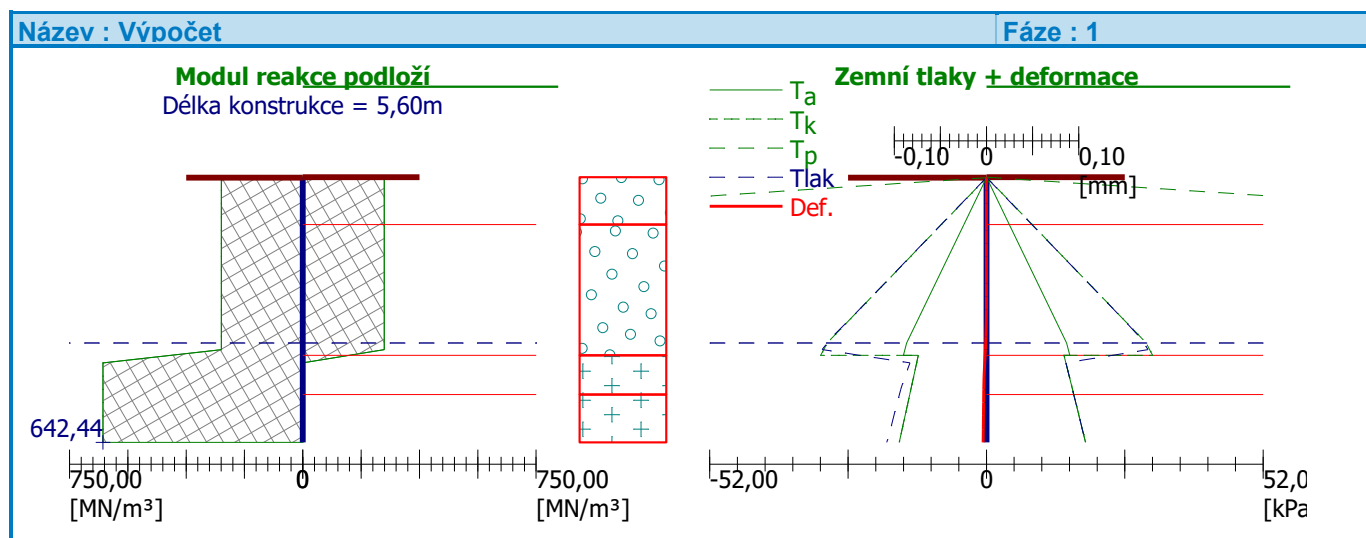 Název : Výpočet
Fáze : 1
Modul reakce podloží
Délka konstrukce = 5,60m
642,44
750,00
0
750,00
[MN/m³]
[MN/m³]
Zemní tlaky + deformace
Ta
Tk
Tp
Tlak
Def.
-0,10
0
0,10
[mm]
-52,00
0
52,0
[kPa